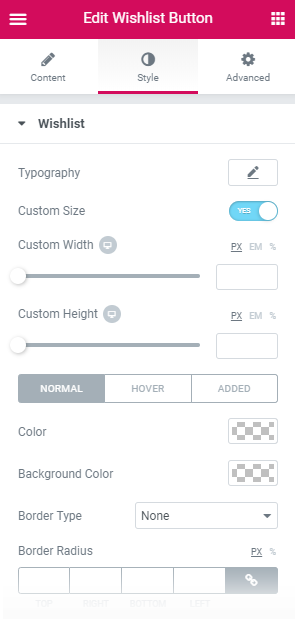 Edit Wishlist Button
Content Style Advanced
Wishlist
Typography
Custom Size YES
Custom Width PX EM %
Custom Height PX EM %
NORMAL HOVER ADDED
Color
Background Color
Border Type None
Border Radius PX %
TOP RIGHT BOTTOM LEFT